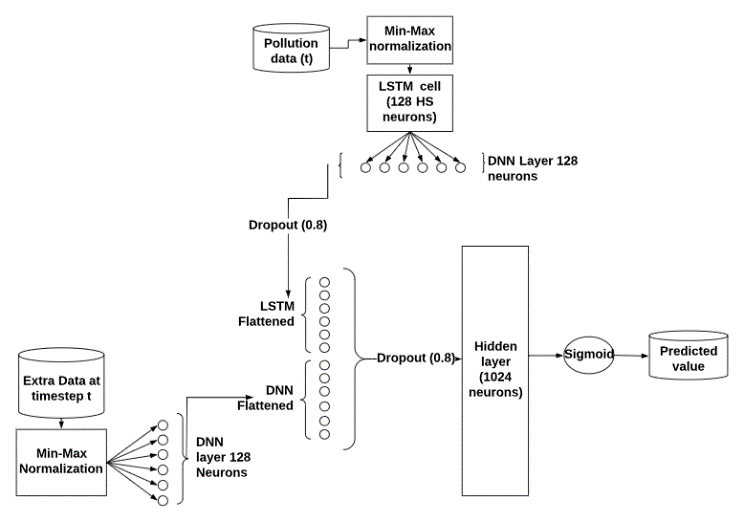 Pollution
data (t)
Min-Max
normalization
LSTM cell
(128 HS
neurons)
DNN Layer 128
neurons
Dropout (0.8)
LSTM
Flattened
DNN
Flattened
Dropout (0.8)
Hidden
layer
(1024
neurons)
Sigmoid
Predicted
value
Extra Data at
timestep t
Min-Max
Normalization
DNN
layer 128
Neurons